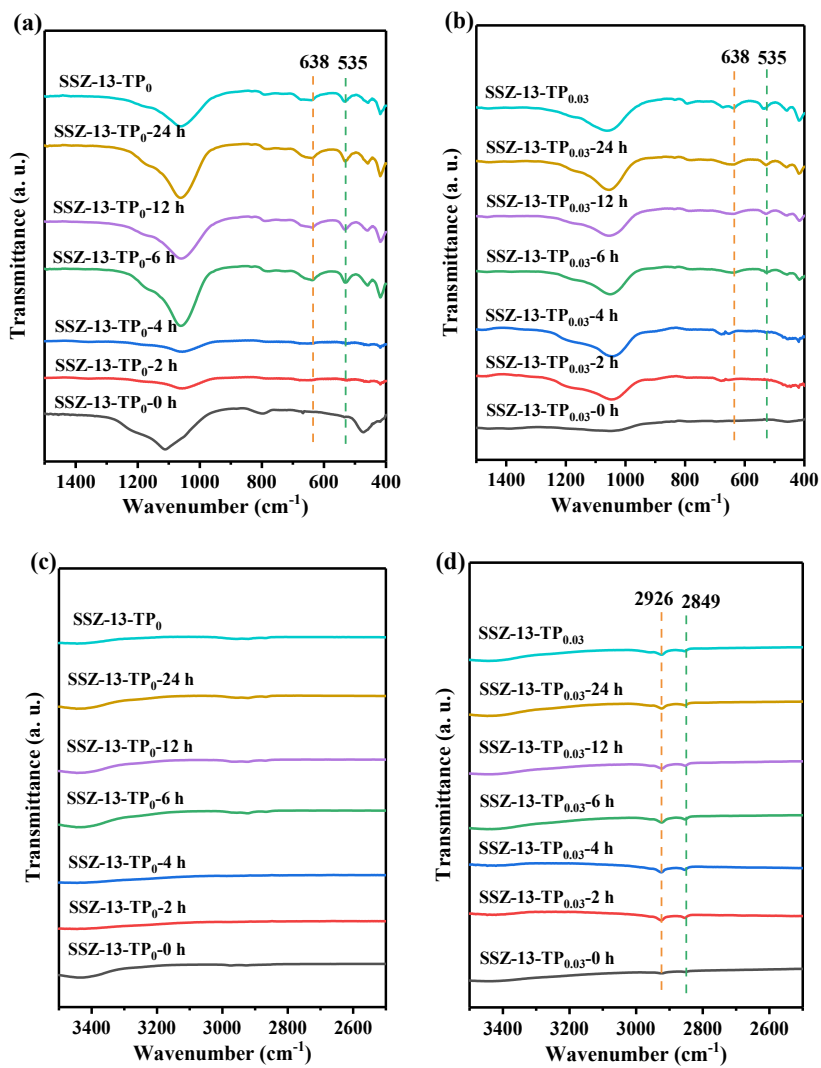 (a)
638 535
SSZ-13-TP₀
SSZ-13-TP₀-24 h
SSZ-13-TP₀-12 h
SSZ-13-TP₀-6 h
SSZ-13-TP₀-4 h
SSZ-13-TP₀-2 h
SSZ-13-TP₀-0 h
Transmittance (a. u.)
1400 1200 1000 800 600 400
Wavenumber (cm⁻¹)
(b)
638 535
SSZ-13-TP₀.₀₃
SSZ-13-TP₀.₀₃-24 h
SSZ-13-TP₀.₀₃-12 h
SSZ-13-TP₀.₀₃-6 h
SSZ-13-TP₀.₀₃-4 h
SSZ-13-TP₀.₀₃-2 h
SSZ-13-TP₀.₀₃-0 h
Transmittance (a. u.)
1400 1200 1000 800 600 400
Wavenumber (cm⁻¹)
(c)
SSZ-13-TP₀
SSZ-13-TP₀-24 h
SSZ-13-TP₀-12 h
SSZ-13-TP₀-6 h
SSZ-13-TP₀-4 h
SSZ-13-TP₀-2 h
SSZ-13-TP₀-0 h
Transmittance (a. u.)
3400 3200 3000 2800 2600
Wavenumber (cm⁻¹)
(d)
2926 2849
SSZ-13-TP₀.₀₃
SSZ-13-TP₀.₀₃-24 h
SSZ-13-TP₀.₀₃-12 h
SSZ-13-TP₀.₀₃-6 h
SSZ-13-TP₀.₀₃-4 h
SSZ-13-TP₀.₀₃-2 h
SSZ-13-TP₀.₀₃-0 h
Transmittance (a. u.)
3400 3200 3000 2800 2600
Wavenumber (cm⁻¹)